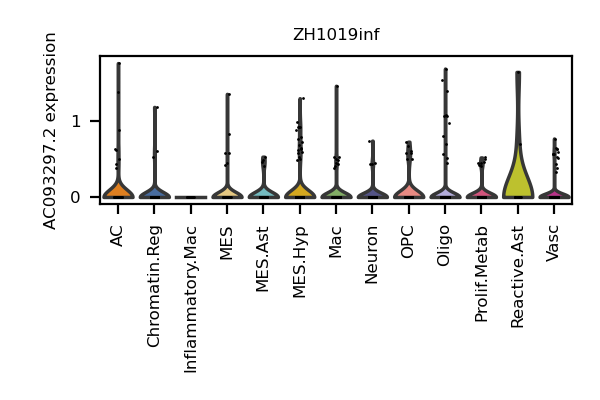 ZH1019inf
AC093297.2 expression
1
0
AC
Chromatin.Reg
Inflammatory.Mac
MES
MES.Ast
MES.Hyp
Mac
Neuron
OPC
Oligo
Prolif.Metab
Reactive.Ast
Vasc